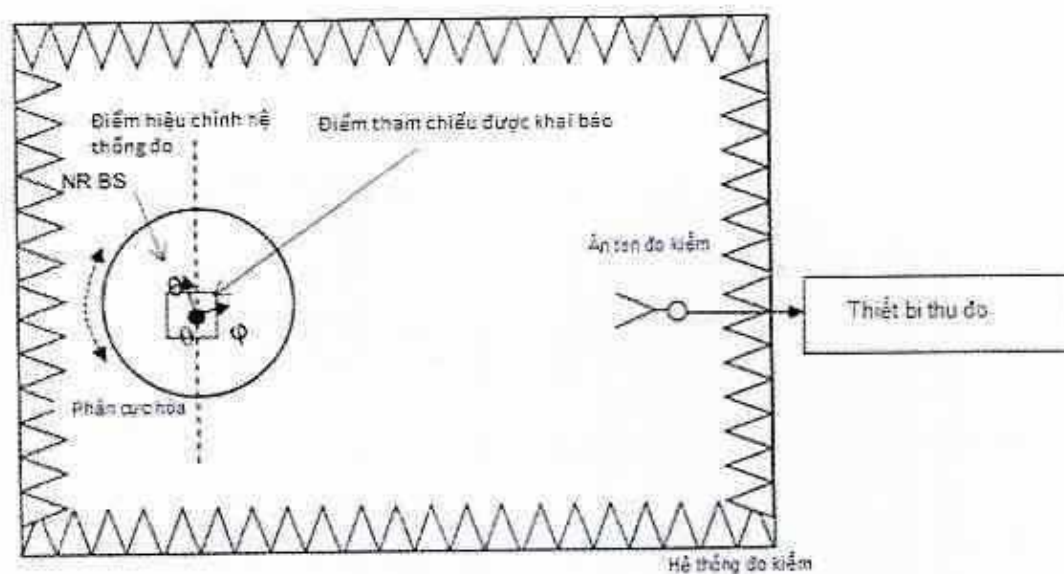 Điểm hiệu chỉnh hệ
thống đo
Điểm tham chiếu được khai báo
NR BS
Ăn ten đo kiểm
Thiết bị thu đo
θ
θ
φ
Phân cực hóa
Hệ thống đo kiểm